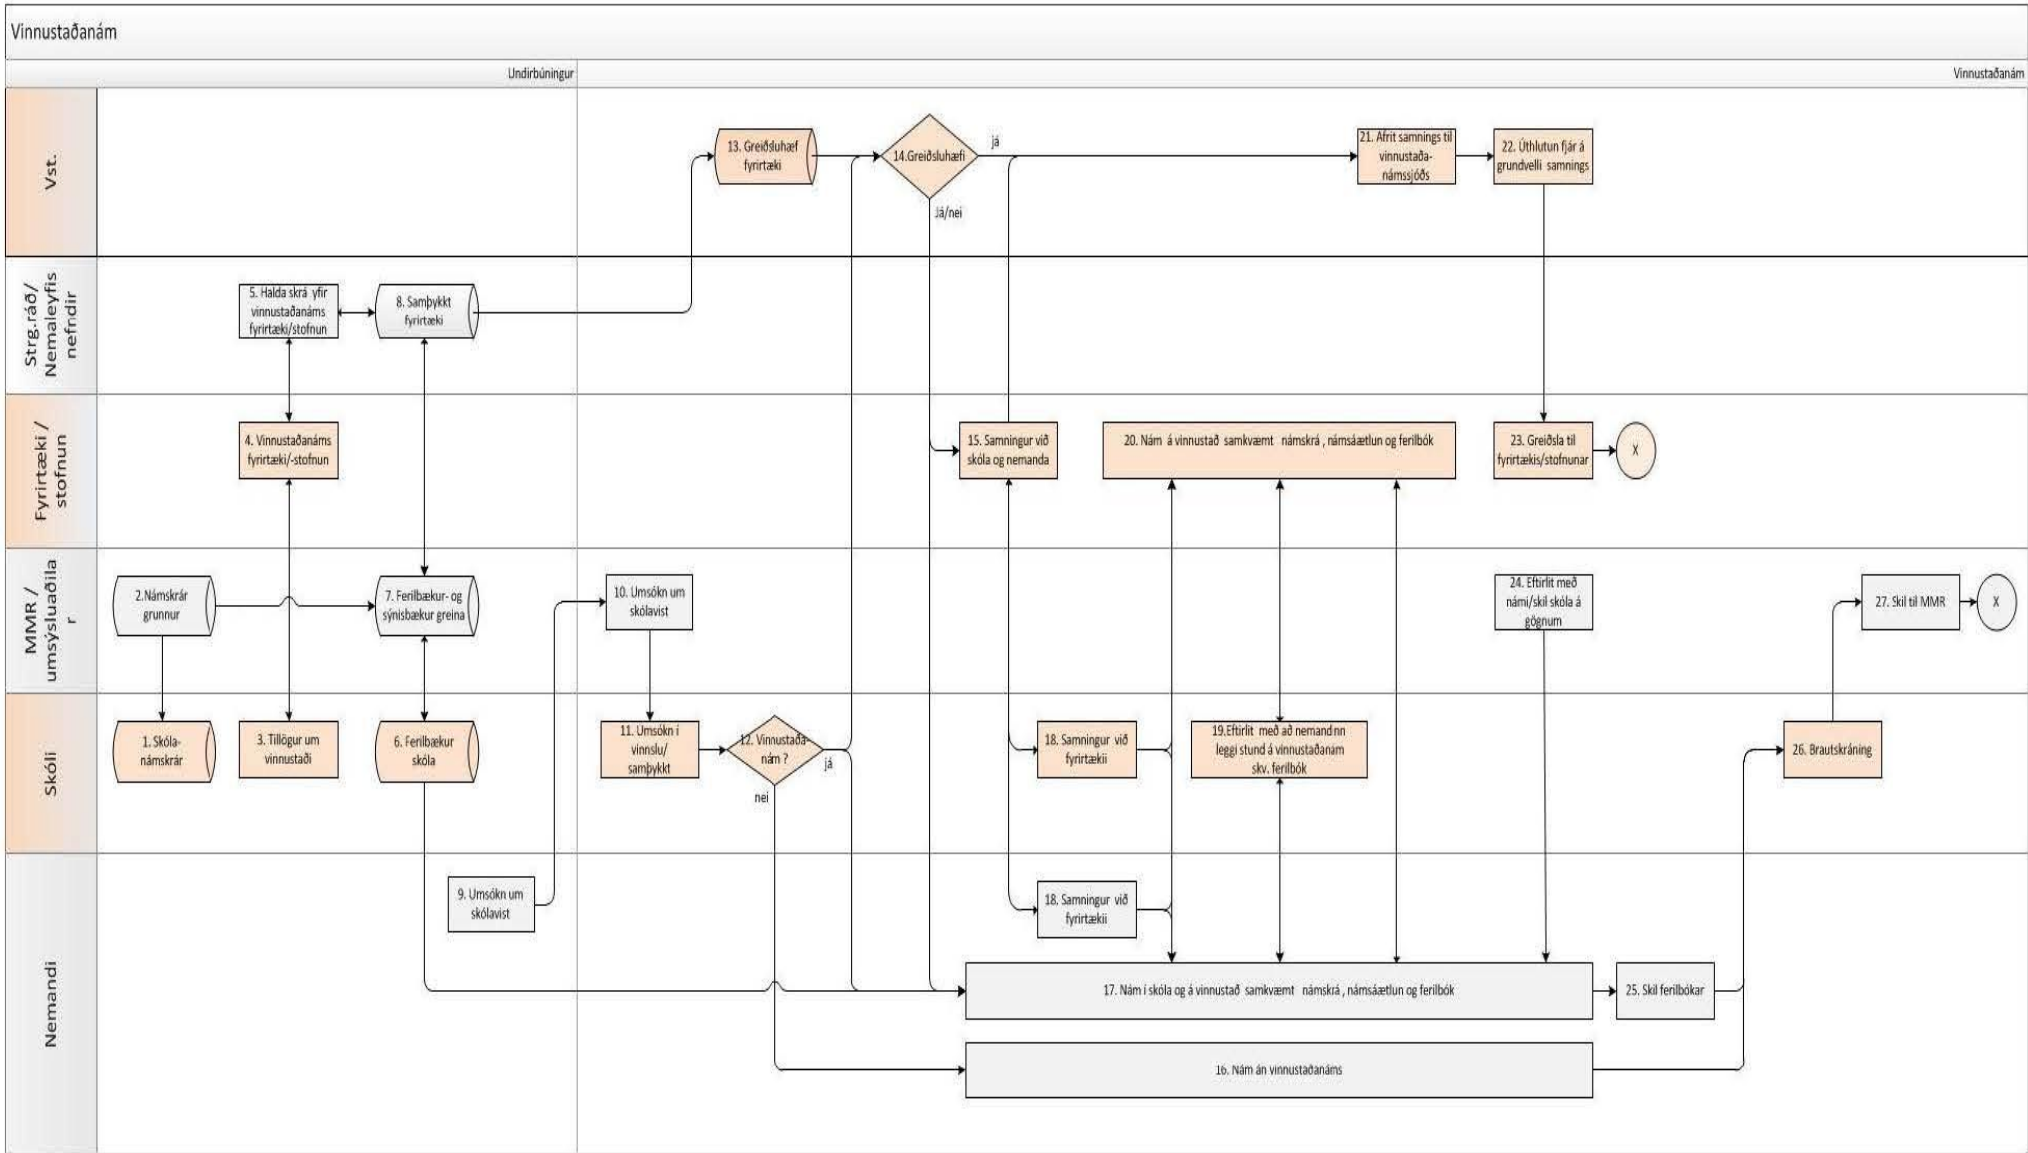 Vinnustaðanám
Undirbúningur
Vinnustaðanám
Vst.
13. Greiðsluhæf
fyrirtæki
14.Greiðsluhæfi
já
Já/nei
21. Afrit samnings til
vinnustaða-
námssjóðs
22. Úthlutun fjár á
grundvelli samnings
Strg.ráð/
Nemaleyfis
nefndir
5. Halda skrá yfir
vinnustaðanáms
fyrirtæki/stofnun
8. Samþykkt
fyrirtæki
Fyrirtæki /
stofnun
4. Vinnustaðanáms
fyrirtæki/-stofnun
15. Samningur við
skóla og nemanda
20. Nám á vinnustað samkvæmt námskrá , námsáætlun og ferilbók
23. Greiðsla til
fyrirtækis/stofnunar
X
MMR /
umsýsluaðila
r
2.Námskrár
grunnur
7. Ferilbækur- og
sýnisbækur greina
10. Umsókn um
skólavist
24. Eftirlit með
námi/skil skóla á
gögnum
27. Skil til MMR
X
Skóli
1. Skóla-
námskrár
3. Tillögur um
vinnustaði
6. Ferilbækur
skóla
11. Umsókn í
vinnslu/
samþykkt
12. Vinnustaða-
nám ?
já
nei
18. Samningur við
fyrirtækii
19.Eftirlit með að nemandnn
leggi stund á vinnustaðanám
skv. ferilbók
26. Brautskráning
Nemandi
9. Umsókn um
skólavist
18. Samningur við
fyrirtækii
17. Nám í skóla og á vinnustað samkvæmt námskrá , námsáætlun og ferilbók
25. Skil ferilbókar
16. Nám án vinnustaðanáms